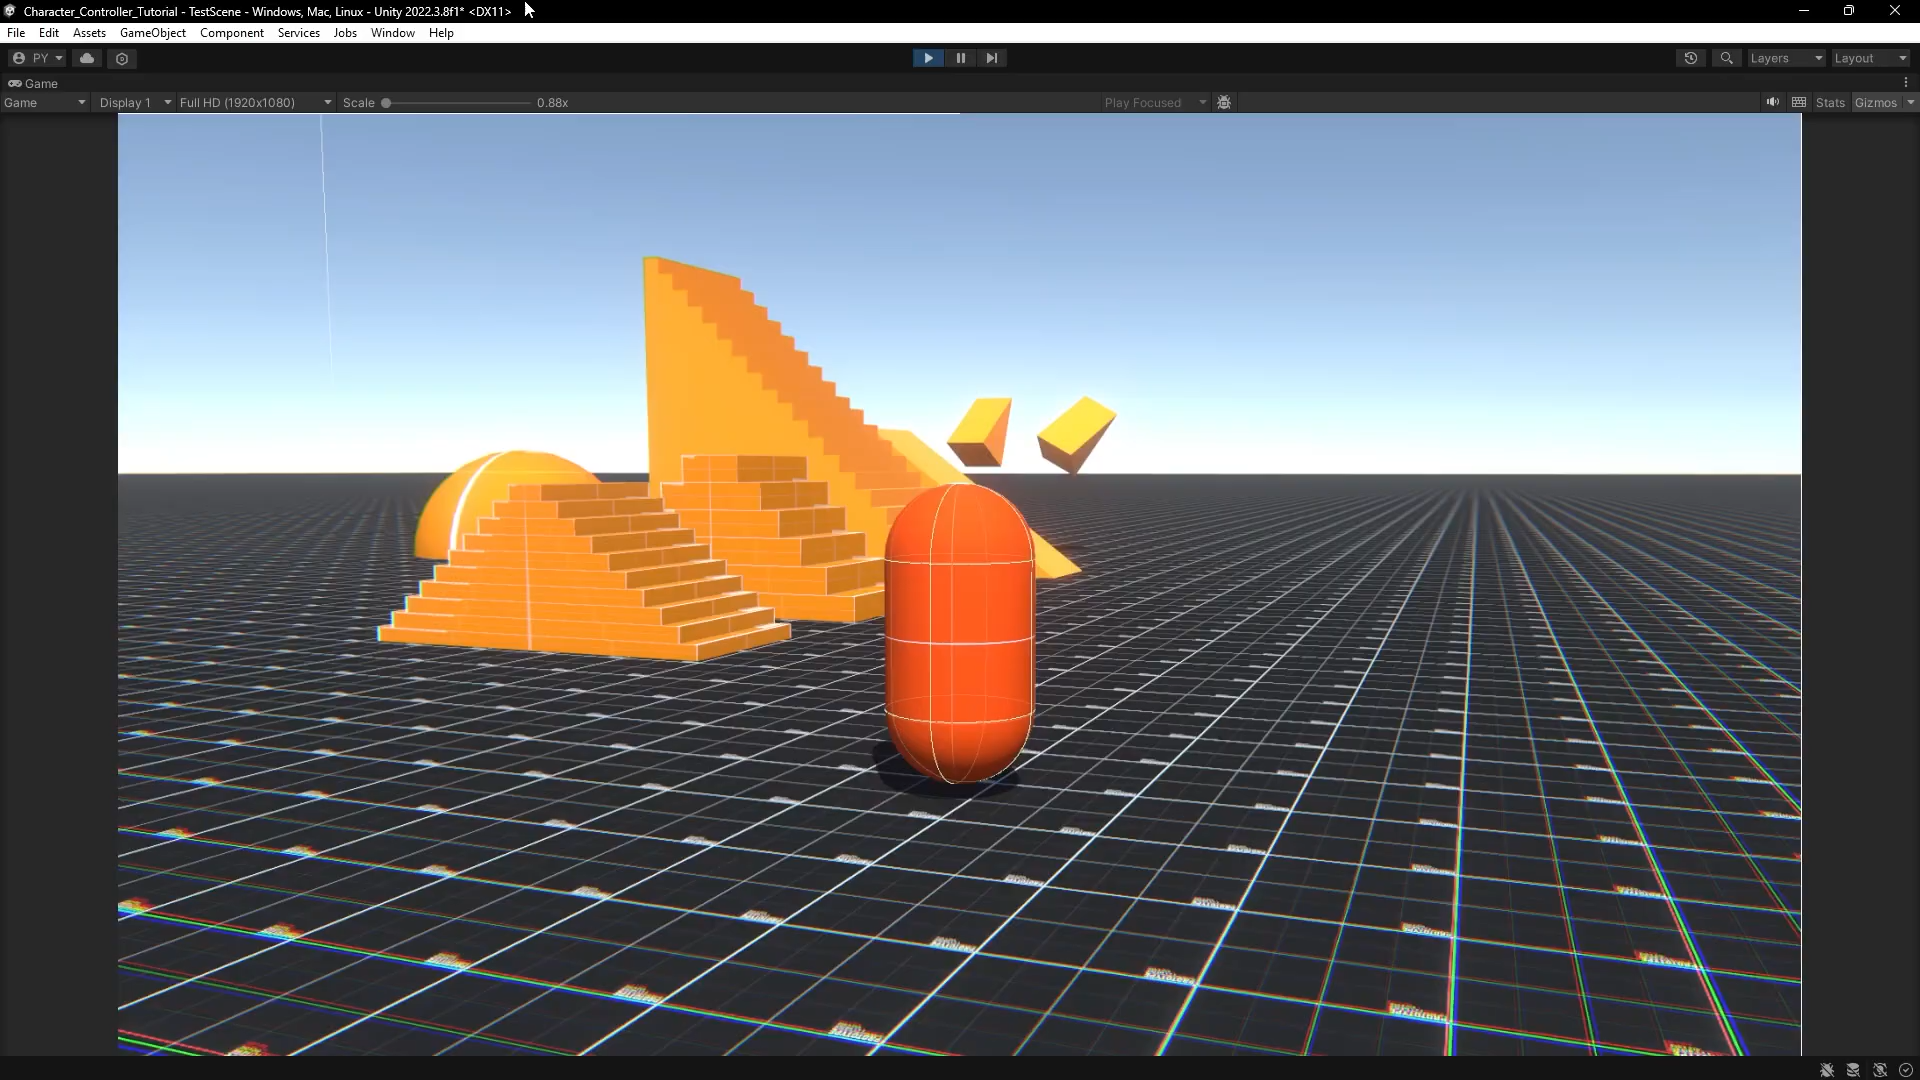 Character_Controller_Tutorial - TestScene - Windows, Mac, Linux - Unity 2022.3.8f1* <DX11>
File Edit Assets GameObject Component Services Jobs Window Help
PY Layers Layout
Game
Game Display 1 Full HD (1920x1080) Scale 0.88x Play Focused Stats Gizmos